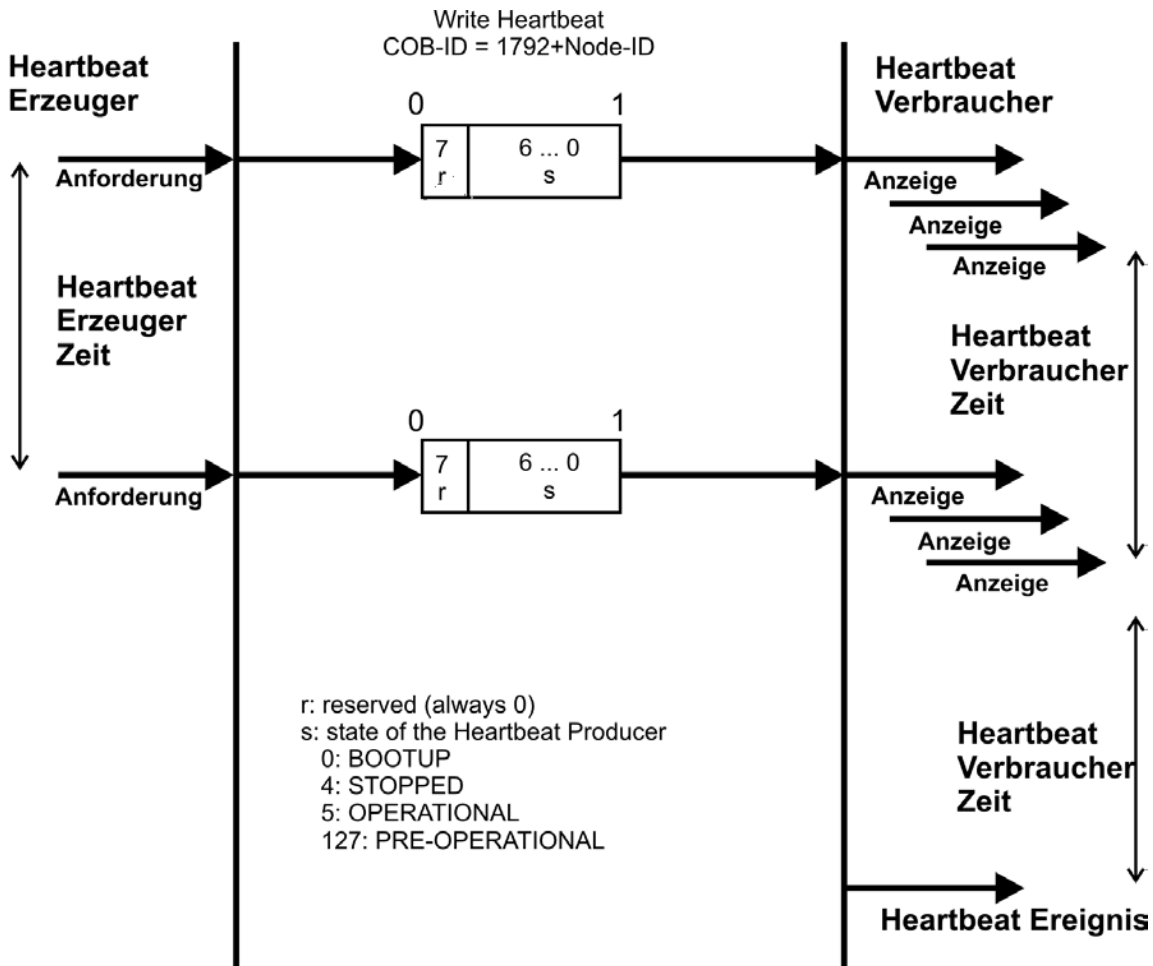 Write Heartbeat
COB-ID = 1792+Node-ID
Heartbeat
Erzeuger
Heartbeat
Verbraucher
0 1
7 6 ... 0
r s
Anforderung
Anzeige
Anzeige
Anzeige
Heartbeat
Erzeuger
Zeit
Heartbeat
Verbraucher
Zeit
0 1
7 6 ... 0
r s
Anforderung
Anzeige
Anzeige
Anzeige
r: reserved (always 0)
s: state of the Heartbeat Producer
0: BOOTUP
4: STOPPED
5: OPERATIONAL
127: PRE-OPERATIONAL
Heartbeat
Verbraucher
Zeit
Heartbeat Ereignis